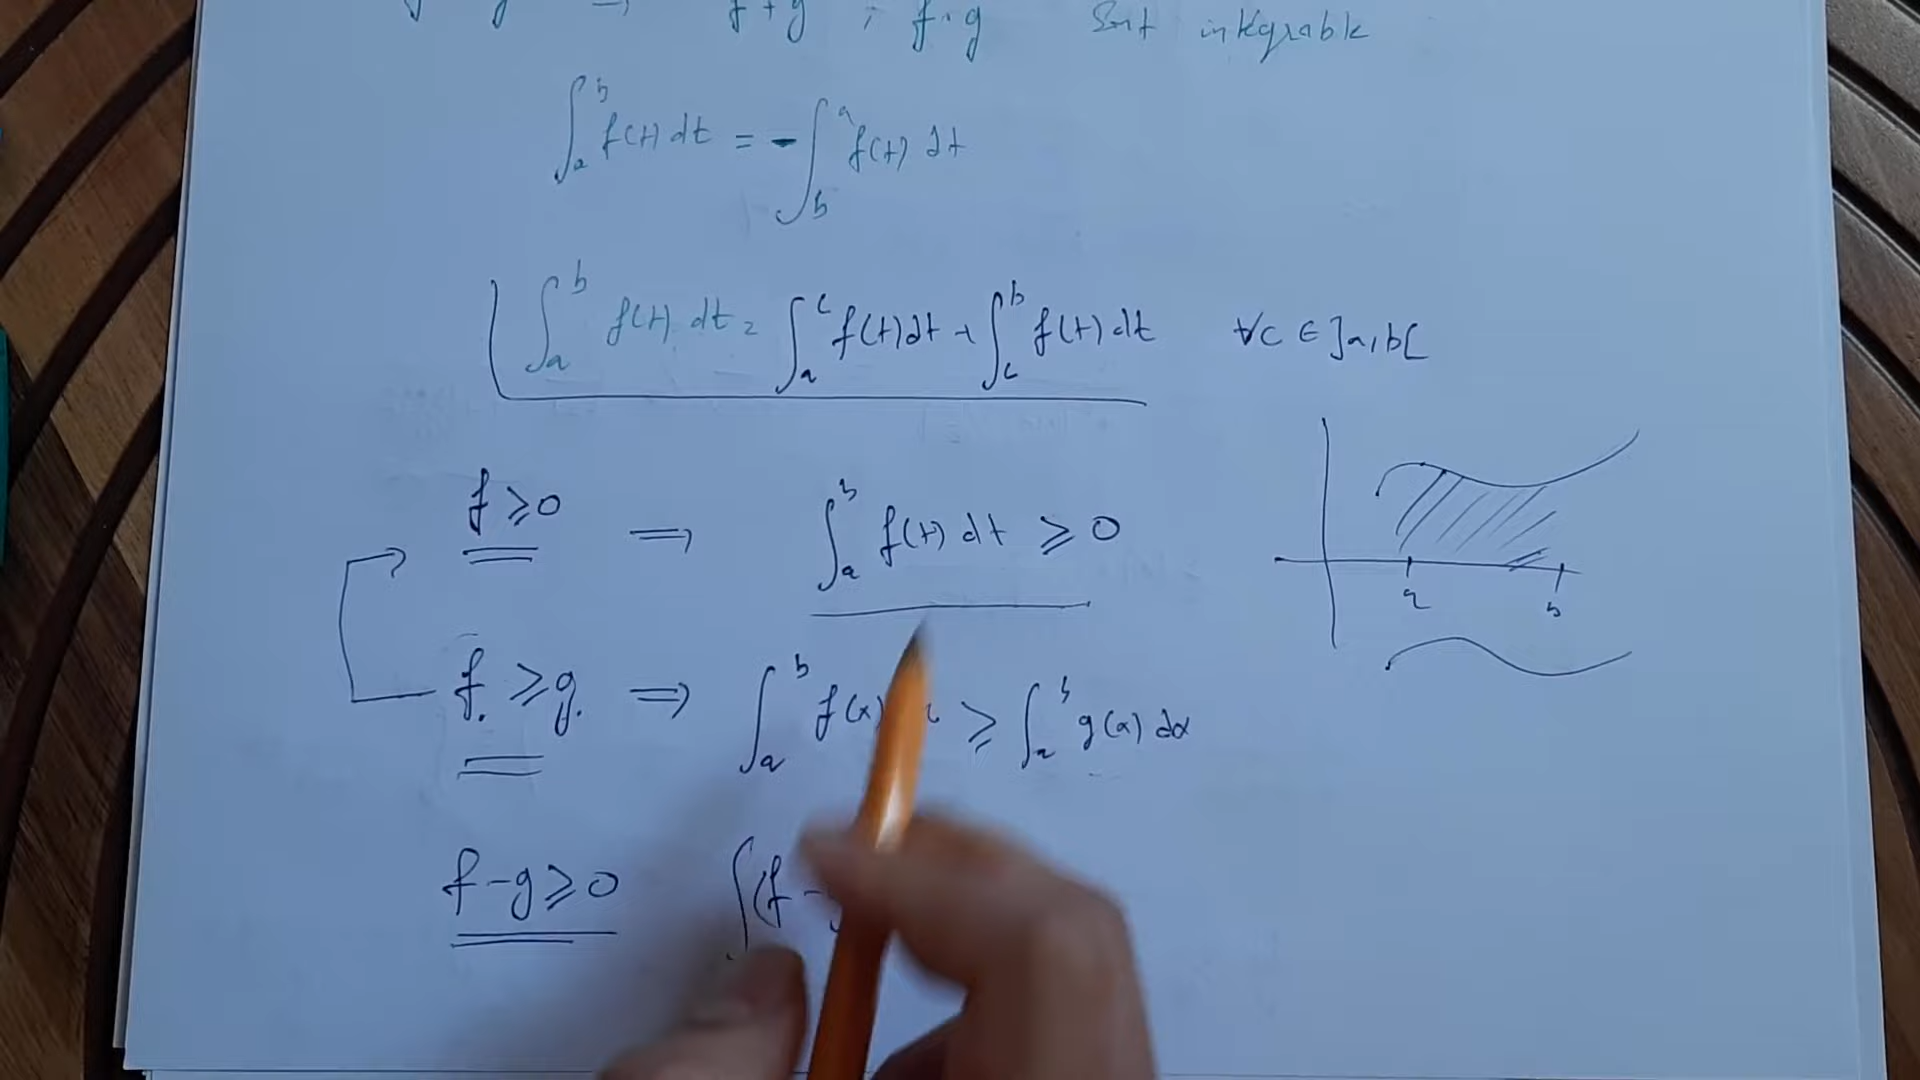 f + g , f . g Sont intégrable
∫_a^b f(t) dt = - ∫_b^a f(t) dt
∫_a^b f(t) dt = ∫_a^c f(t) dt + ∫_c^b f(t) dt ∀c ∈ ]a,b[
f ⩾ 0 ⟹ ∫_a^b f(t) dt ⩾ 0
a b
f ⩾ g ⟹ ∫_a^b f(x) ⩾ ∫_a^b g(x) dx
f - g ⩾ 0 ∫(f -